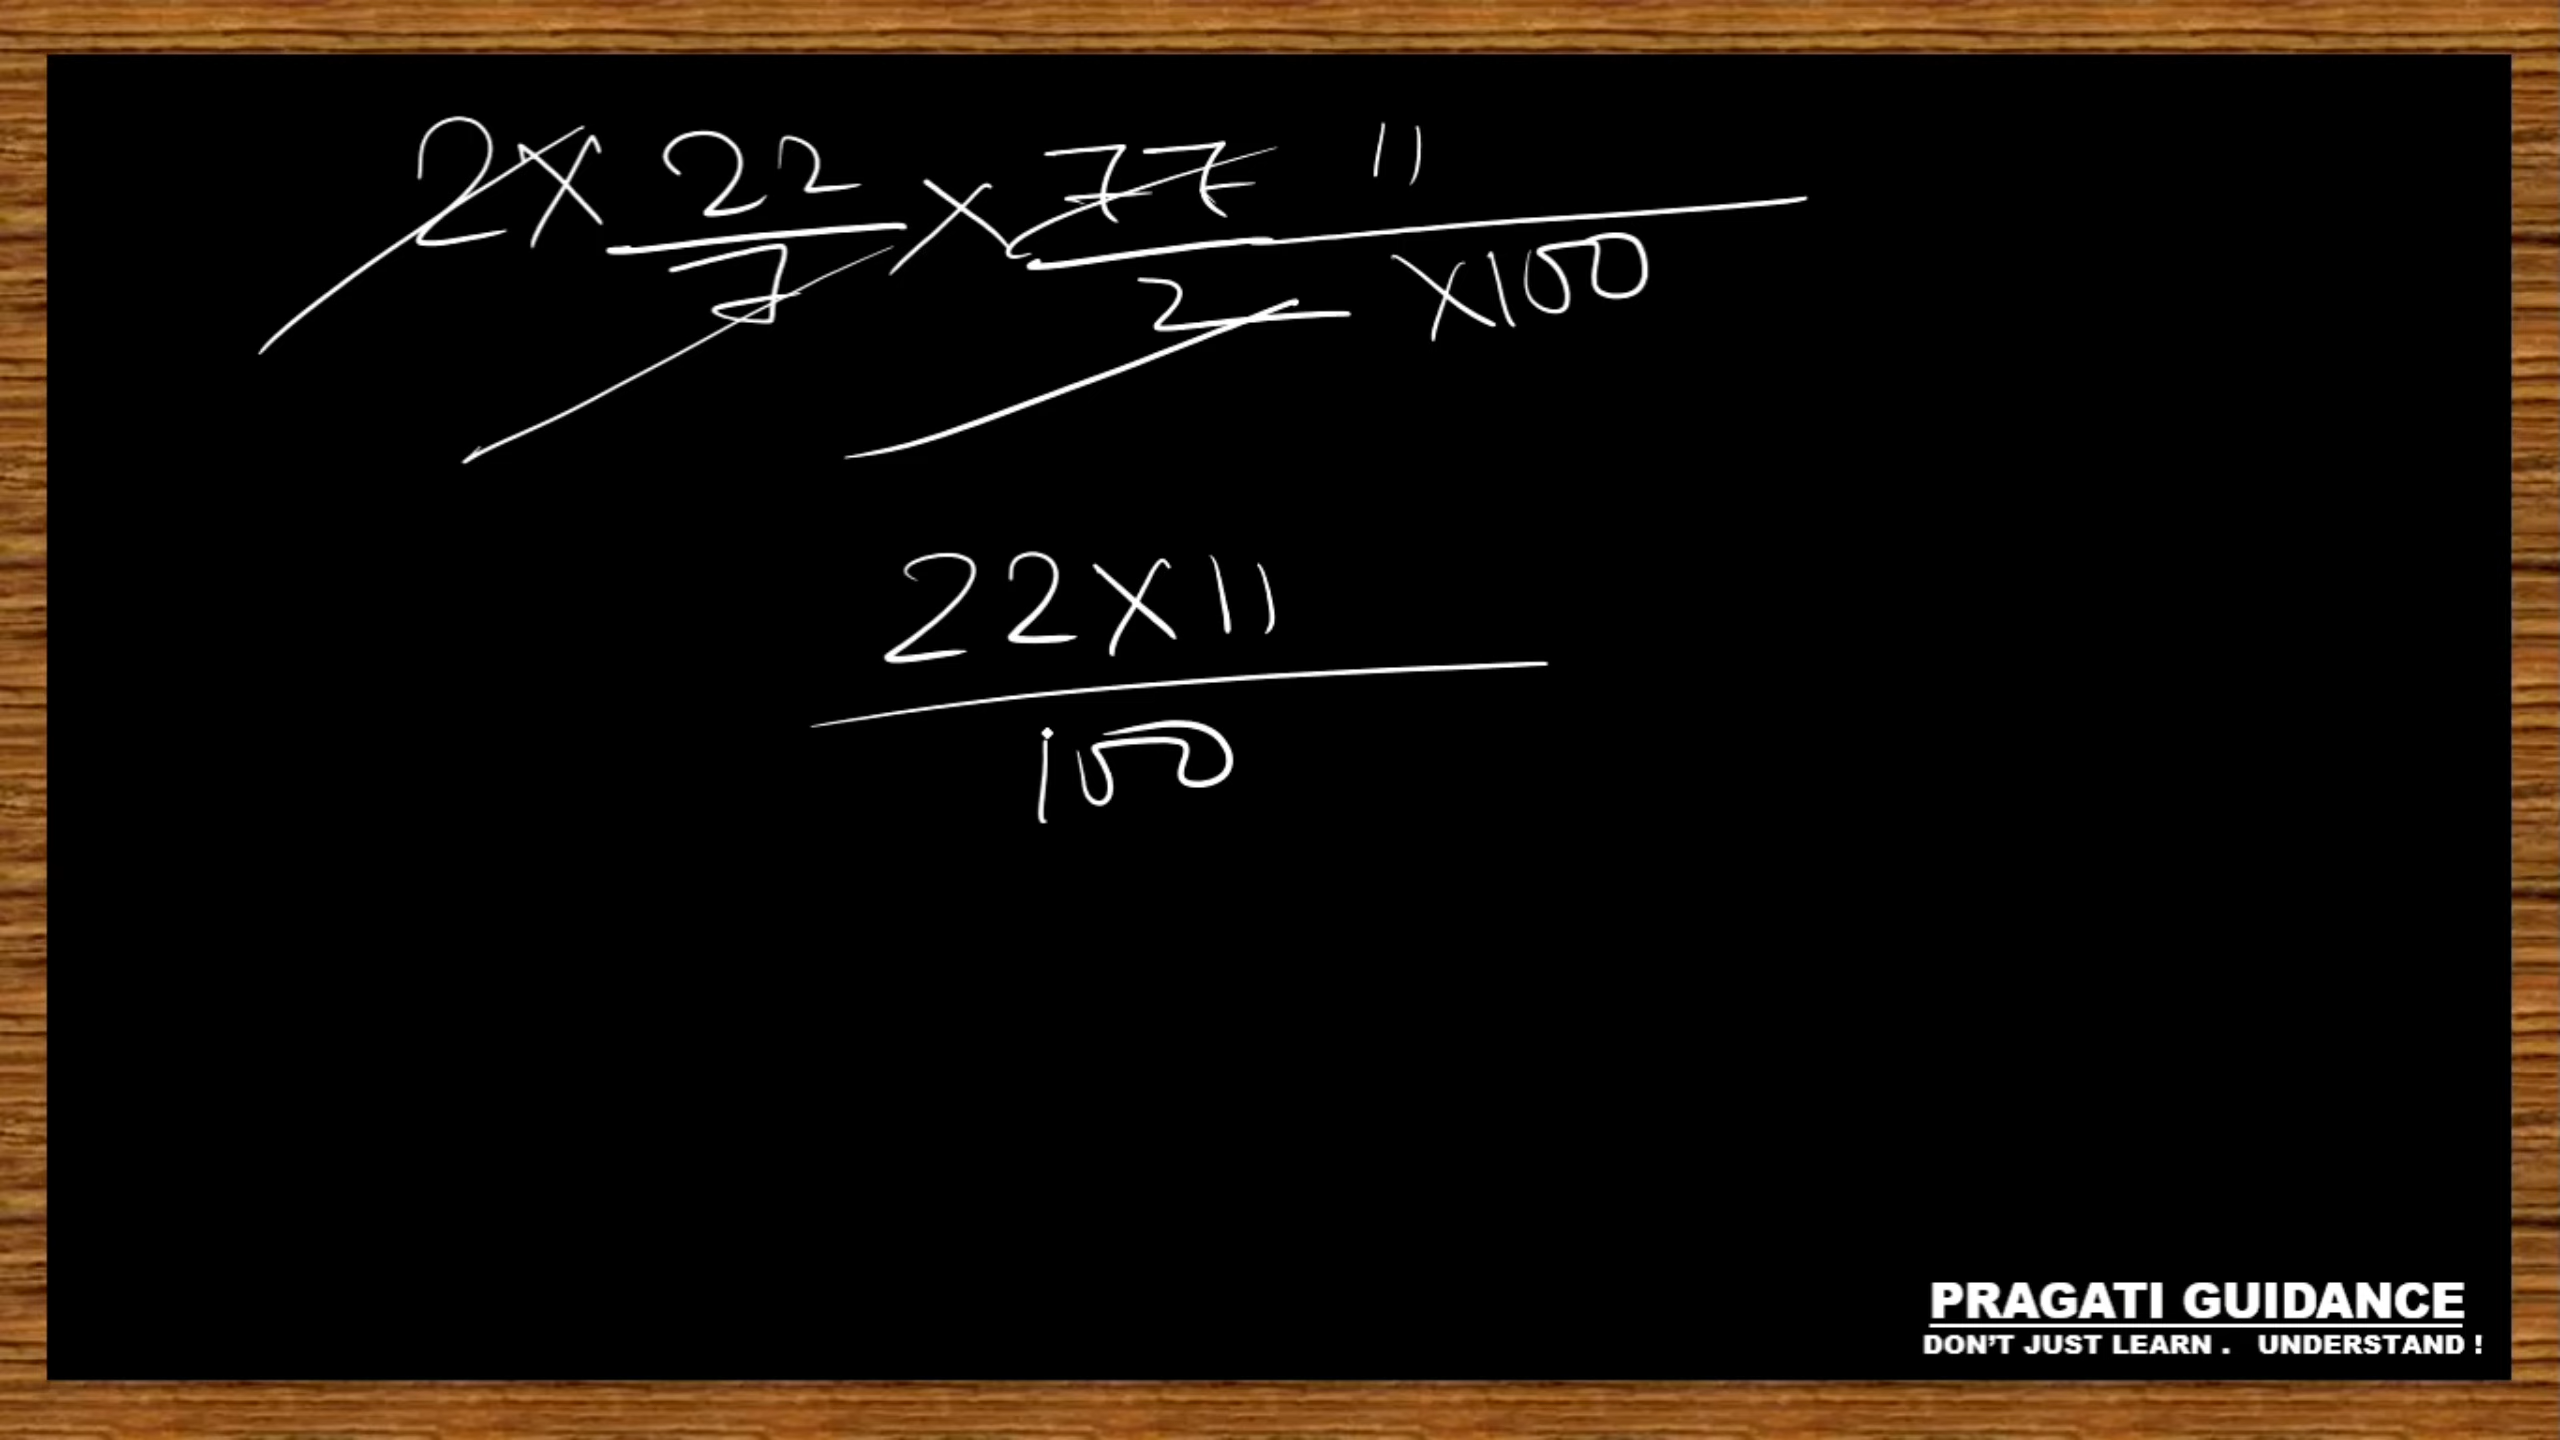 2 × 22/7 × 77/2 × 100 11
22 × 11
100
PRAGATI GUIDANCE
DON'T JUST LEARN . UNDERSTAND !